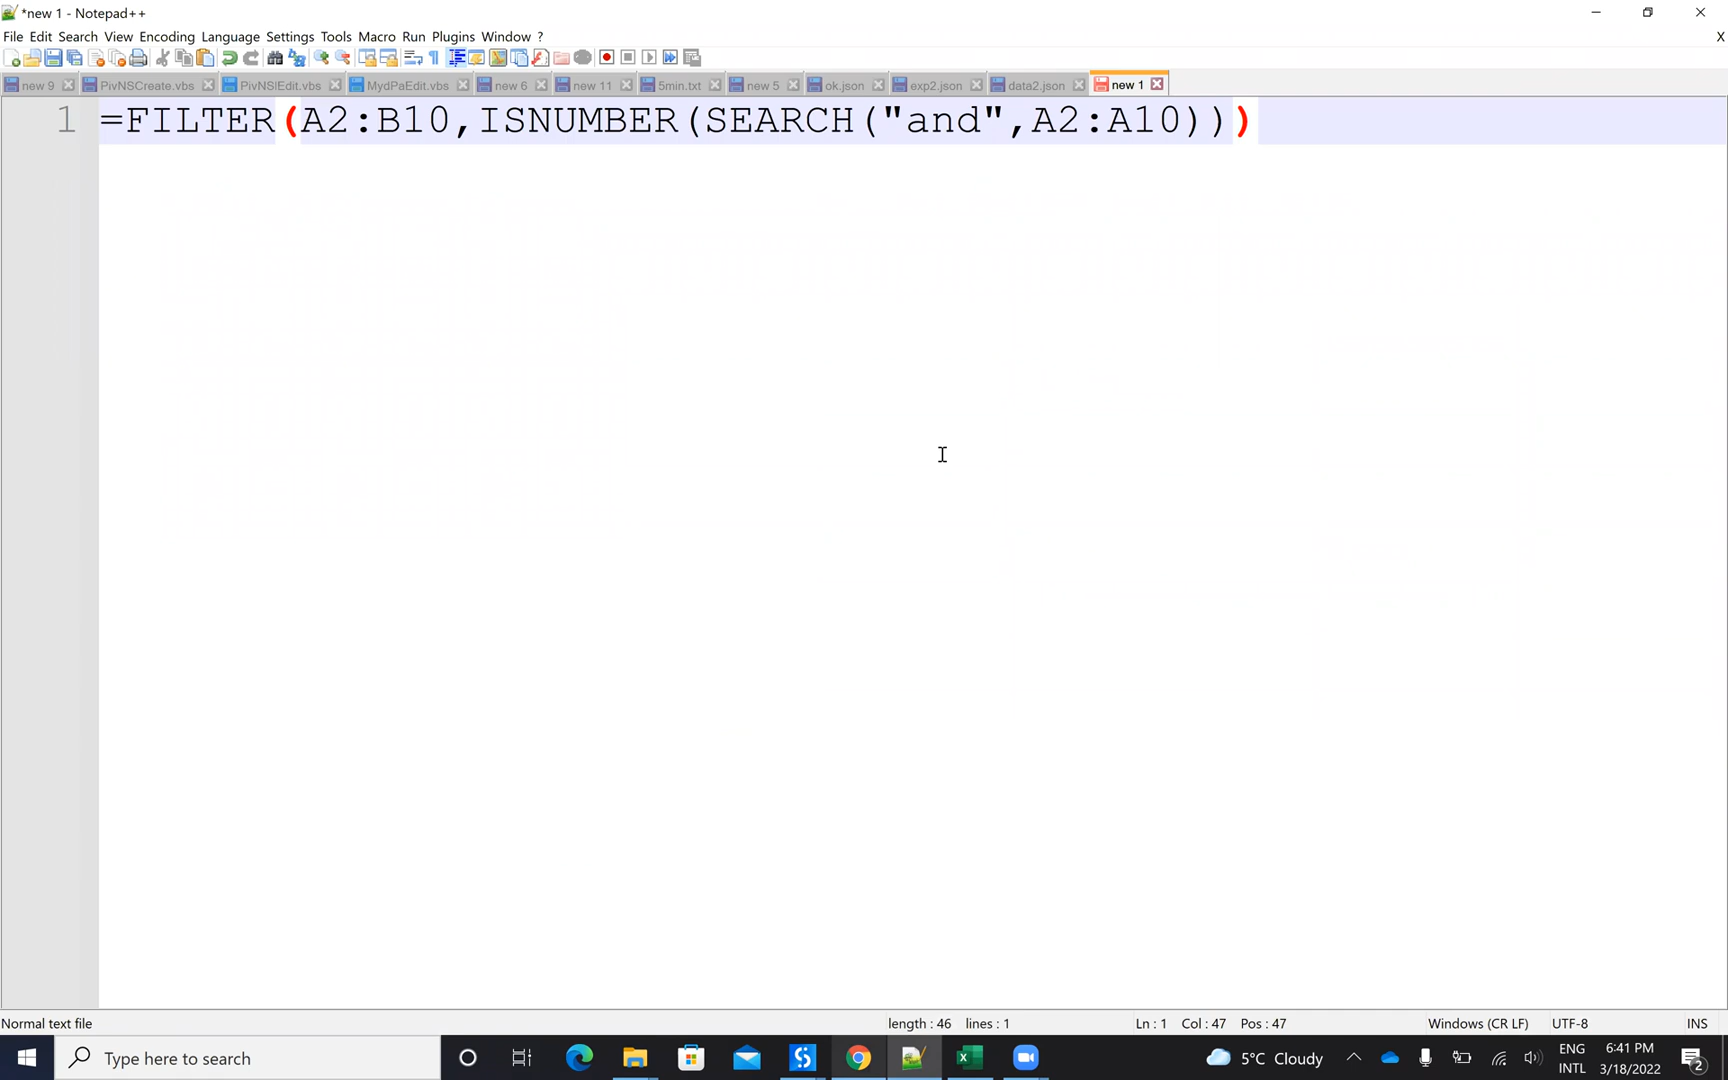 *new 1 - Notepad++
File Edit Search View Encoding Language Settings Tools Macro Run Plugins Window ? X
new 9 PivNSCreate.vbs PivNSlEdit.vbs MydPaEdit.vbs new 6 new 11 5min.txt new 5 ok.json exp2.json data2.json new 1
1 =FILTER(A2:B10,ISNUMBER(SEARCH("and",A2:A10)))
Normal text file length : 46 lines : 1 Ln : 1 Col : 47 Pos : 47 Windows (CR LF) UTF-8 INS
Type here to search 5°C Cloudy ENG 6:41 PM
INTL 3/18/2022 2